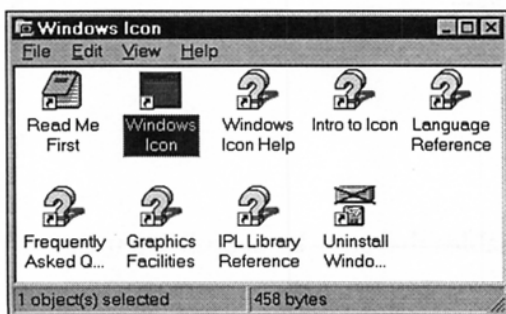 Windows Icon
File Edit View Help
Read Me First
Windows Icon
Windows Icon Help
Intro to Icon
Language Reference
Frequently Asked Q...
Graphics Facilities
IPL Library Reference
Uninstall Windo...
1 object(s) selected
458 bytes